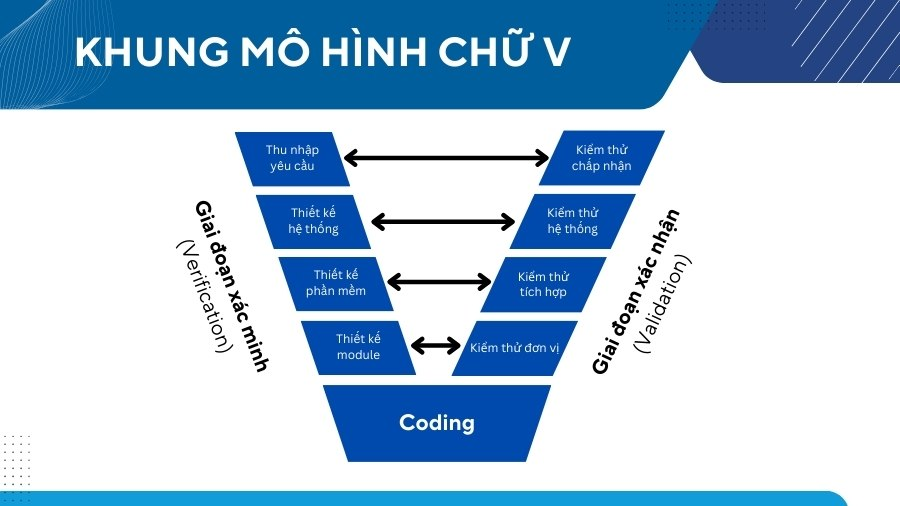 KHUNG MÔ HÌNH CHỮ V
Thu nhập
yêu cầu
Kiểm thử
chấp nhận
Thiết kế
hệ thống
Kiểm thử
hệ thống
Thiết kế
phần mềm
Kiểm thử
tích hợp
Thiết kế
module
Kiểm thử đơn vị
Coding
Giai đoạn xác minh
(Verification)
Giai đoạn xác nhận
(Validation)